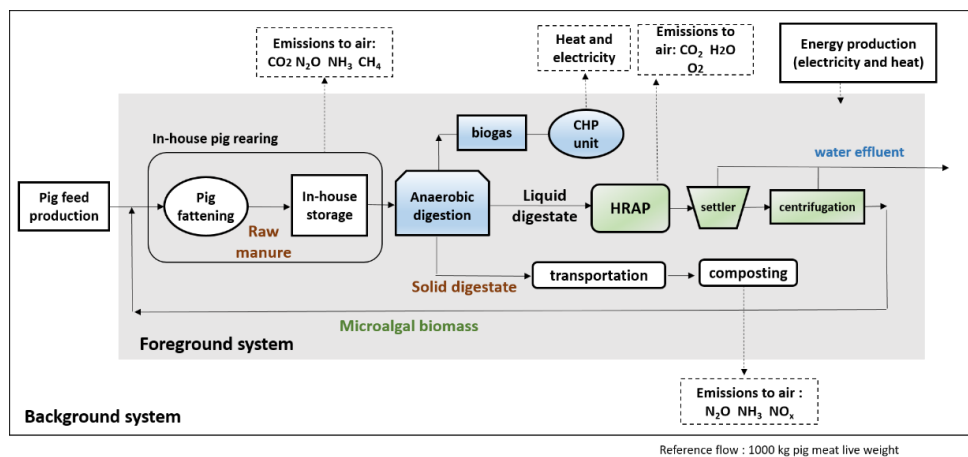 Emissions to air:
CO2 N₂O NH₃ CH₄
Heat and
electricity
Emissions to
air: CO₂ H2O
O2
Energy production
(electricity and heat)
In-house pig rearing
biogas
CHP
unit
water effluent
Pig feed
production
Pig
fattening
In-house
storage
Raw
manure
Anaerobic
digestion
Liquid
digestate
HRAP
settler
centrifugation
Solid digestate
transportation
composting
Microalgal biomass
Foreground system
Emissions to air :
N₂O NH₃ NOₓ
Background system
Reference flow : 1000 kg pig meat live weight